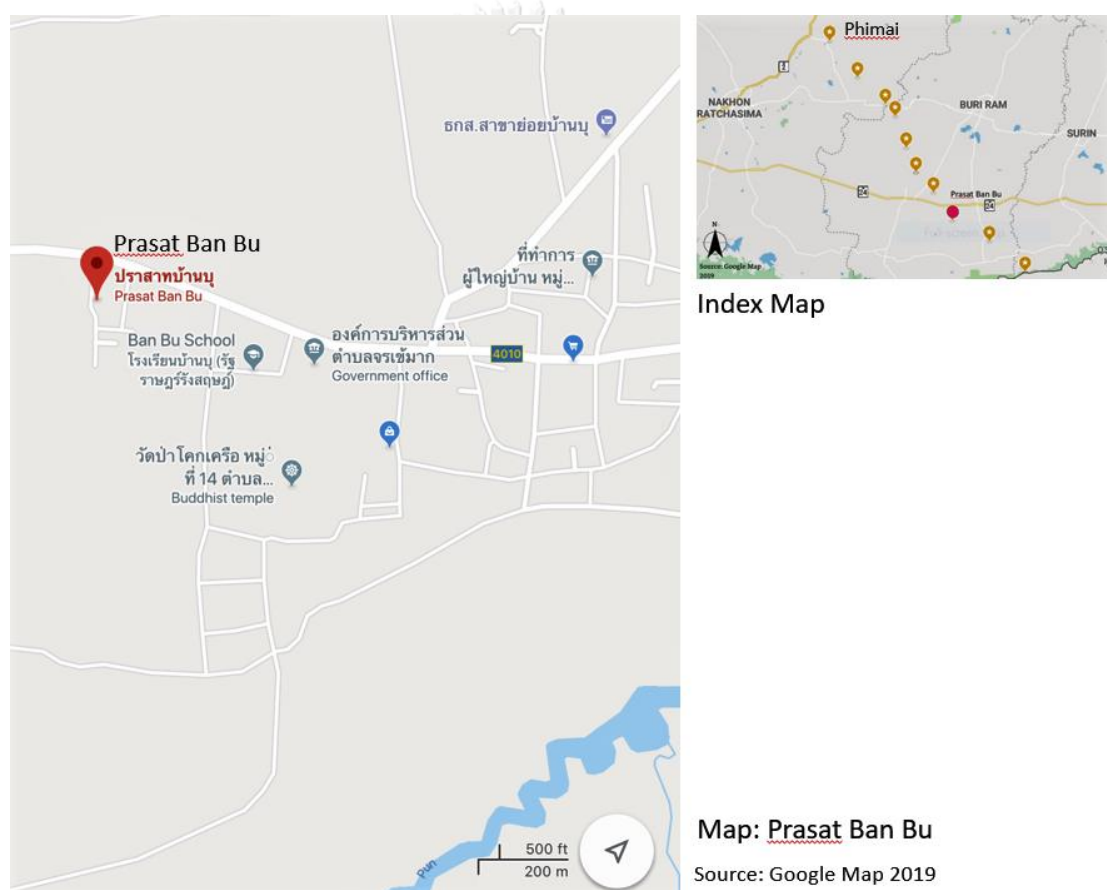 ธกส.สาขาย่อยบ้านบุ
Prasat Ban Bu
ปราสาทบ้านบุ
Prasat Ban Bu
ที่ทำการ
ผู้ใหญ่บ้าน หมู่...
Ban Bu School
โรงเรียนบ้านบุ (รัฐ
ราษฎร์รังสฤษฎ์)
องค์การบริหารส่วน
ตำบลจรเข้มาก
Government office
4010
วัดป่าโคกเครือ หมู่
ที่ 14 ตำบล...
Buddhist temple
Pun
500 ft
200 m
Phimai
NAKHON
RATCHASIMA
BURI RAM
SURIN
24
Prasat Ban Bu
24
N
Source: Google Map
2019
Index Map
Map: Prasat Ban Bu
Source: Google Map 2019